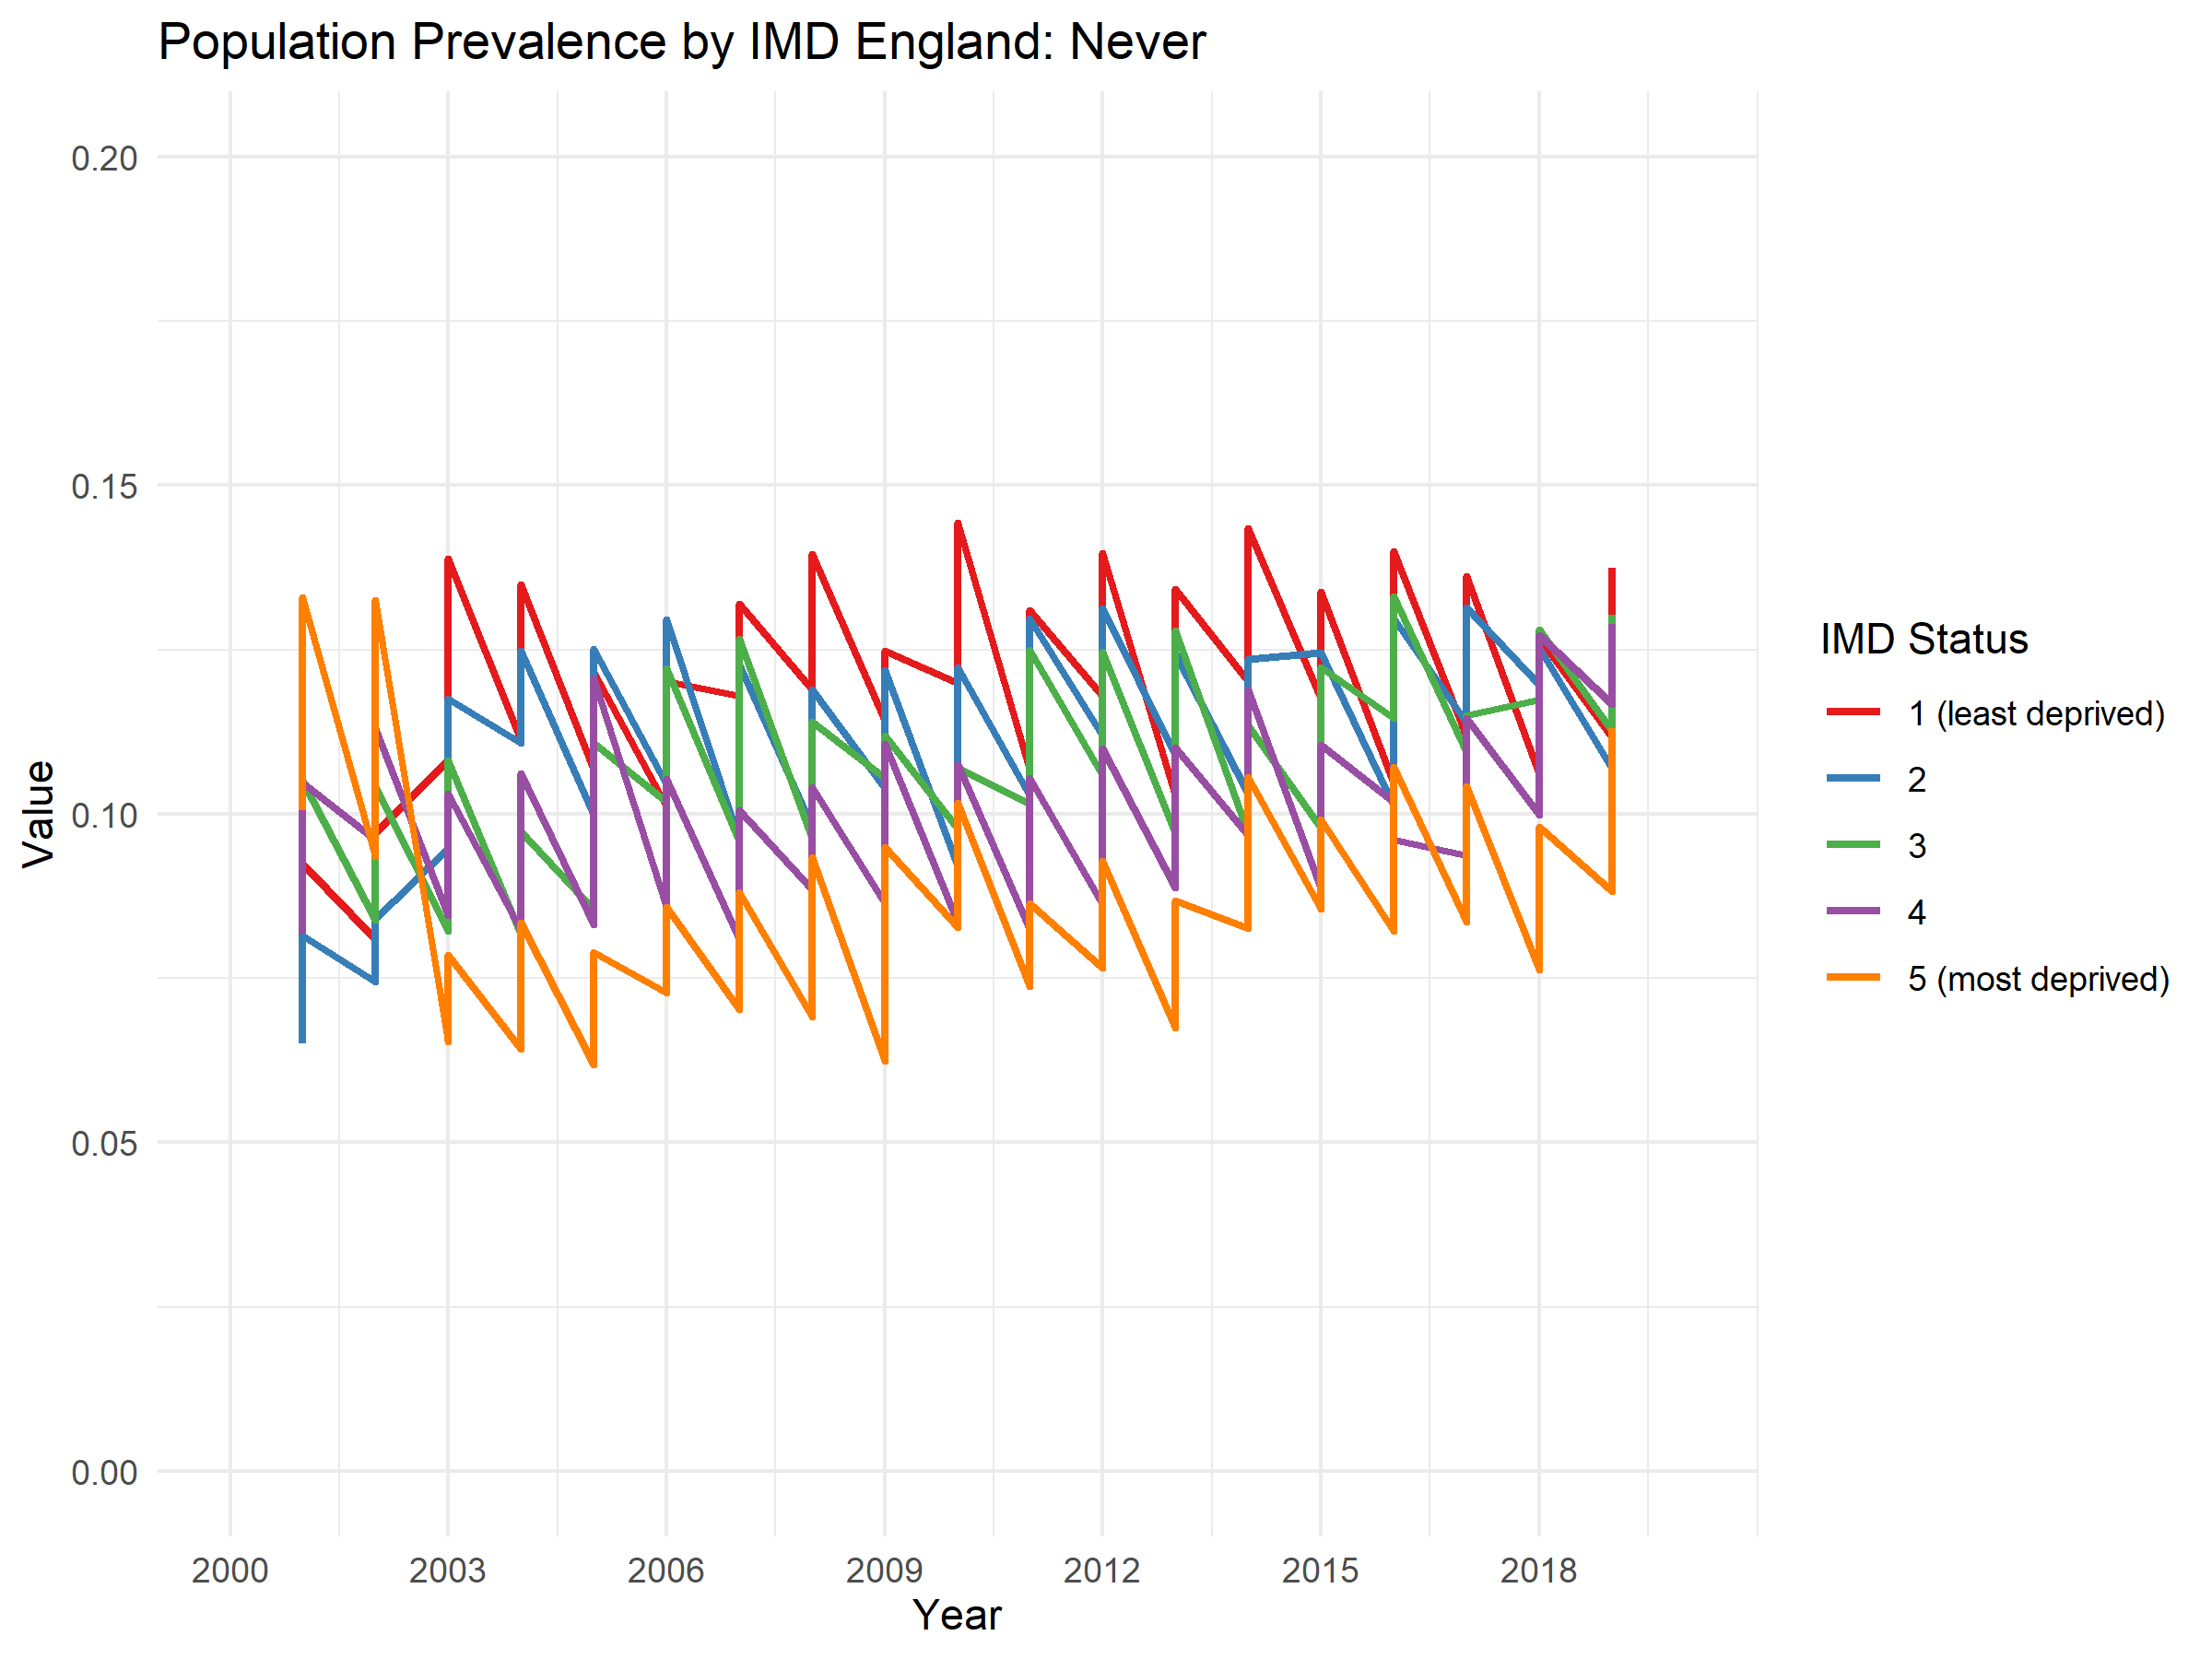 Population Prevalence by IMD England: Never
0.20
0.15
0.10
0.05
0.00
Value
2000 2003 2006 2009 2012 2015 2018
Year
IMD Status
1 (least deprived)
2
3
4
5 (most deprived)